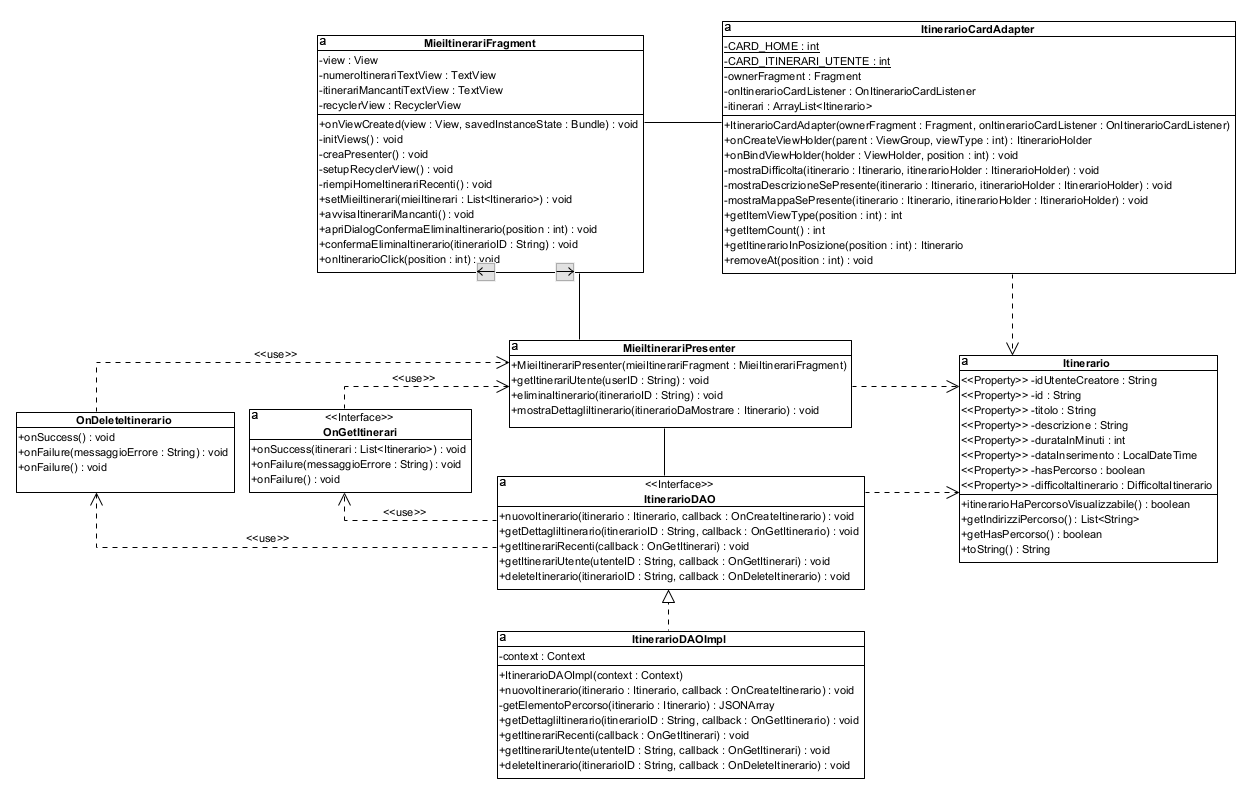 a
MieiItinerariFragment
-view : View
-numeroItinerariTextView : TextView
-itinerariMancantiTextView : TextView
-recyclerView : RecyclerView
+onViewCreated(view : View, savedInstanceState : Bundle) : void
-initViews() : void
-creaPresenter() : void
-setupRecyclerView() : void
-riempiHomeItinerariRecenti() : void
+setMieiItinerari(mieiItinerari : List<Itinerario>) : void
+avvisaItinerariMancanti() : void
+apriDialogConfermaEliminaItinerario(position : int) : void
+confermaEliminaItinerario(itinerarioID : String) : void
+onItinerarioClick(position : int) : void
a
ItinerarioCardAdapter
-CARD_HOME : int
-CARD_ITINERARI_UTENTE : int
-ownerFragment : Fragment
-onItinerarioCardListener : OnItinerarioCardListener
-itinerari : ArrayList<Itinerario>
+ItinerarioCardAdapter(ownerFragment : Fragment, onItinerarioCardListener : OnItinerarioCardListener)
+onCreateViewHolder(parent : ViewGroup, viewType : int) : ItinerarioHolder
+onBindViewHolder(holder : ViewHolder, position : int) : void
-mostraDifficolta(itinerario : Itinerario, itinerarioHolder : ItinerarioHolder) : void
-mostraDescrizioneSePresente(itinerario : Itinerario, itinerarioHolder : ItinerarioHolder) : void
-mostraMappaSePresente(itinerario : Itinerario, itinerarioHolder : ItinerarioHolder) : void
+getItemViewType(position : int) : int
+getItemCount() : int
+getItinerarioInPosizione(position : int) : Itinerario
+removeAt(position : int) : void
a
MieiItinerariPresenter
+MieiItinerariPresenter(mieiItinerariFragment : MieiItinerariFragment)
+getItinerariUtente(userID : String) : void
+eliminaItinerario(itinerarioID : String) : void
+mostraDettagliItinerario(itinerarioDaMostrare : Itinerario) : void
<<use>>
<<use>>
OnDeleteItinerario
+onSuccess() : void
+onFailure(messaggioErrore : String) : void
+onFailure() : void
a
<<Interface>>
OnGetItinerari
+onSuccess(itinerari : List<Itinerario>) : void
+onFailure(messaggioErrore : String) : void
+onFailure() : void
a
Itinerario
<<Property>> -idUtenteCreatore : String
<<Property>> -id : String
<<Property>> -titolo : String
<<Property>> -descrizione : String
<<Property>> -durataInMinuti : int
<<Property>> -dataInserimento : LocalDateTime
<<Property>> -hasPercorso : boolean
<<Property>> -difficoltaItinerario : DifficoltaItinerario
+itinerarioHaPercorsoVisualizzabile() : boolean
+getIndirizziPercorso() : List<String>
+getHasPercorso() : boolean
+toString() : String
<<use>>
<<use>>
a
<<Interface>>
ItinerarioDAO
+nuovoItinerario(itinerario : Itinerario, callback : OnCreateItinerario) : void
+getDettagliItinerario(itinerarioID : String, callback : OnGetItinerario) : void
+getItinerariRecenti(callback : OnGetItinerari) : void
+getItinerariUtente(utenteID : String, callback : OnGetItinerari) : void
+deleteItinerario(itinerarioID : String, callback : OnDeleteItinerario) : void
a
ItinerarioDAOImpl
-context : Context
+ItinerarioDAOImpl(context : Context)
+nuovoItinerario(itinerario : Itinerario, callback : OnCreateItinerario) : void
-getElementoPercorso(itinerario : Itinerario) : JSONArray
+getDettagliItinerario(itinerarioID : String, callback : OnGetItinerario) : void
+getItinerariRecenti(callback : OnGetItinerari) : void
+getItinerariUtente(utenteID : String, callback : OnGetItinerari) : void
+deleteItinerario(itinerarioID : String, callback : OnDeleteItinerario) : void